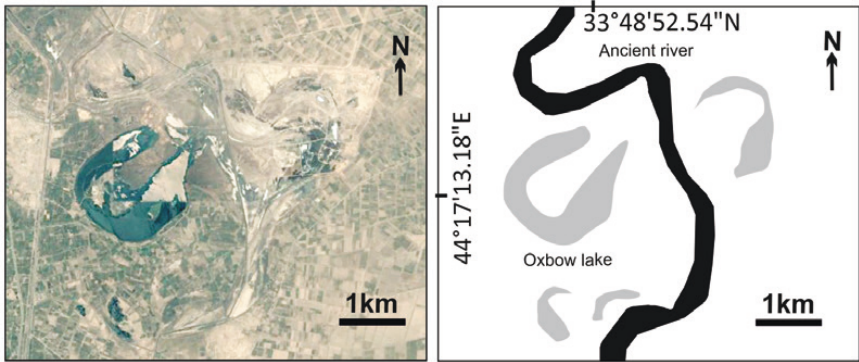 N
1km
33°48'52.54"N
Ancient river
N
44°17'13.18"E
Oxbow lake
1km